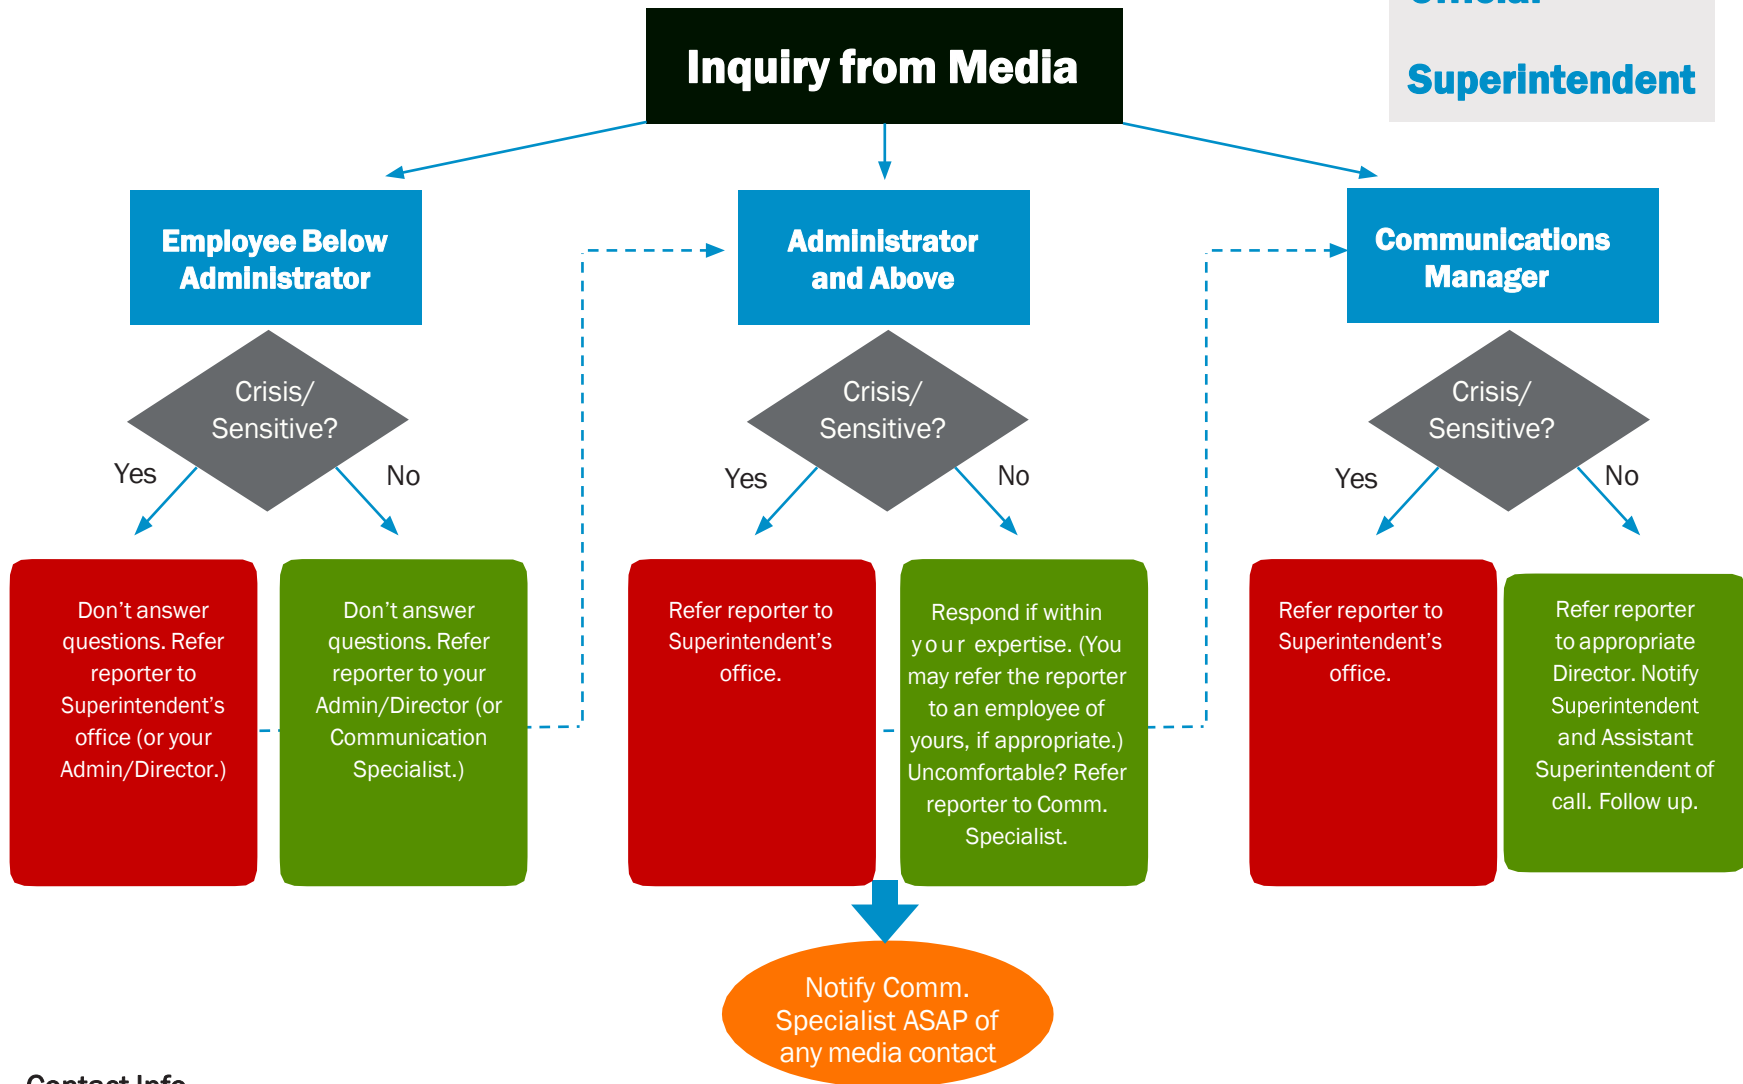 Official
Superintendent
Inquiry from Media
Employee Below
Administrator
Administrator
and Above
Communications
Manager
Crisis/
Sensitive?
Yes
No
Crisis/
Sensitive?
Yes
No
Crisis/
Sensitive?
Yes
No
Don’t answer
questions. Refer
reporter to
Superintendent’s
office (or your
Admin/Director.)
Don’t answer
questions. Refer
reporter to your
Admin/Director (or
Communication
Specialist.)
Refer reporter to
Superintendent’s
office.
Respond if within
your expertise. (You
may refer the reporter
to an employee of
yours, if appropriate.)
Uncomfortable? Refer
reporter to Comm.
Specialist.
Refer reporter to
Superintendent’s
office.
Refer reporter
to appropriate
Director. Notify
Superintendent
and Assistant
Superintendent of
call. Follow up.
Notify Comm.
Specialist ASAP of
any media contact
Contact Info